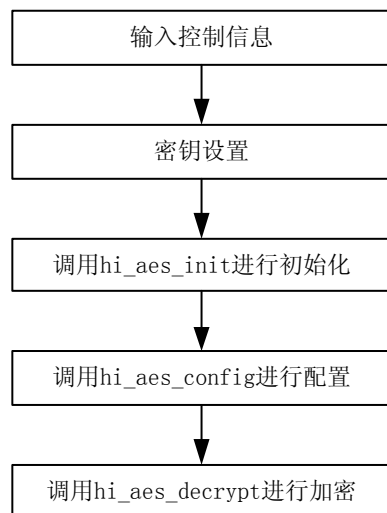 输入控制信息
密钥设置
调用hi_aes_init进行初始化
调用hi_aes_config进行配置
调用hi_aes_decrypt进行加密